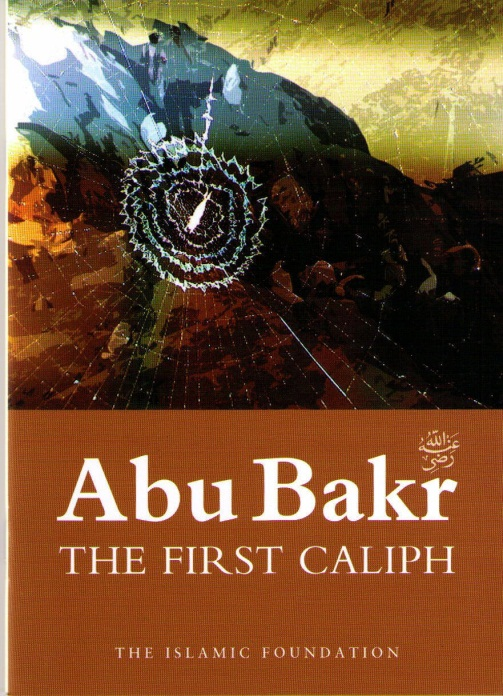 رضي الله عنه
Abu Bakr
THE FIRST CALIPH
THE ISLAMIC FOUNDATION